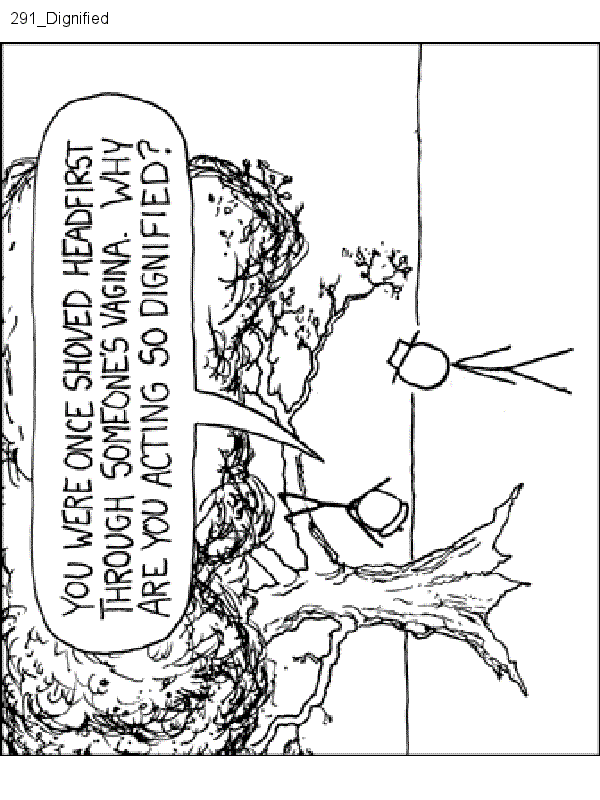 291_Dignified
YOU WERE ONCE SHOVED HEADFIRST
THROUGH SOMEONE'S VAGINA. WHY
ARE YOU ACTING SO DIGNIFIED?